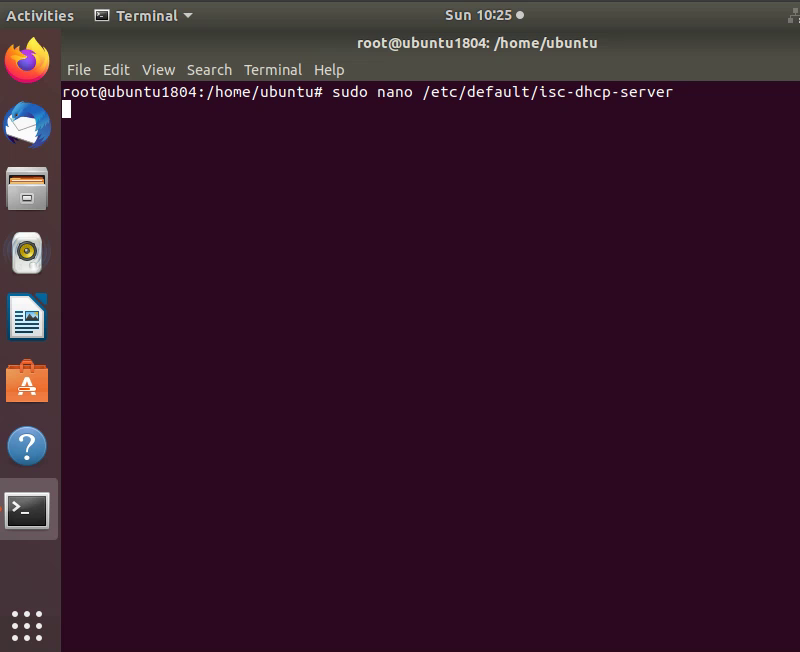 Activities Terminal Sun 10:25
root@ubuntu1804: /home/ubuntu
File Edit View Search Terminal Help
root@ubuntu1804:/home/ubuntu# sudo nano /etc/default/isc-dhcp-server